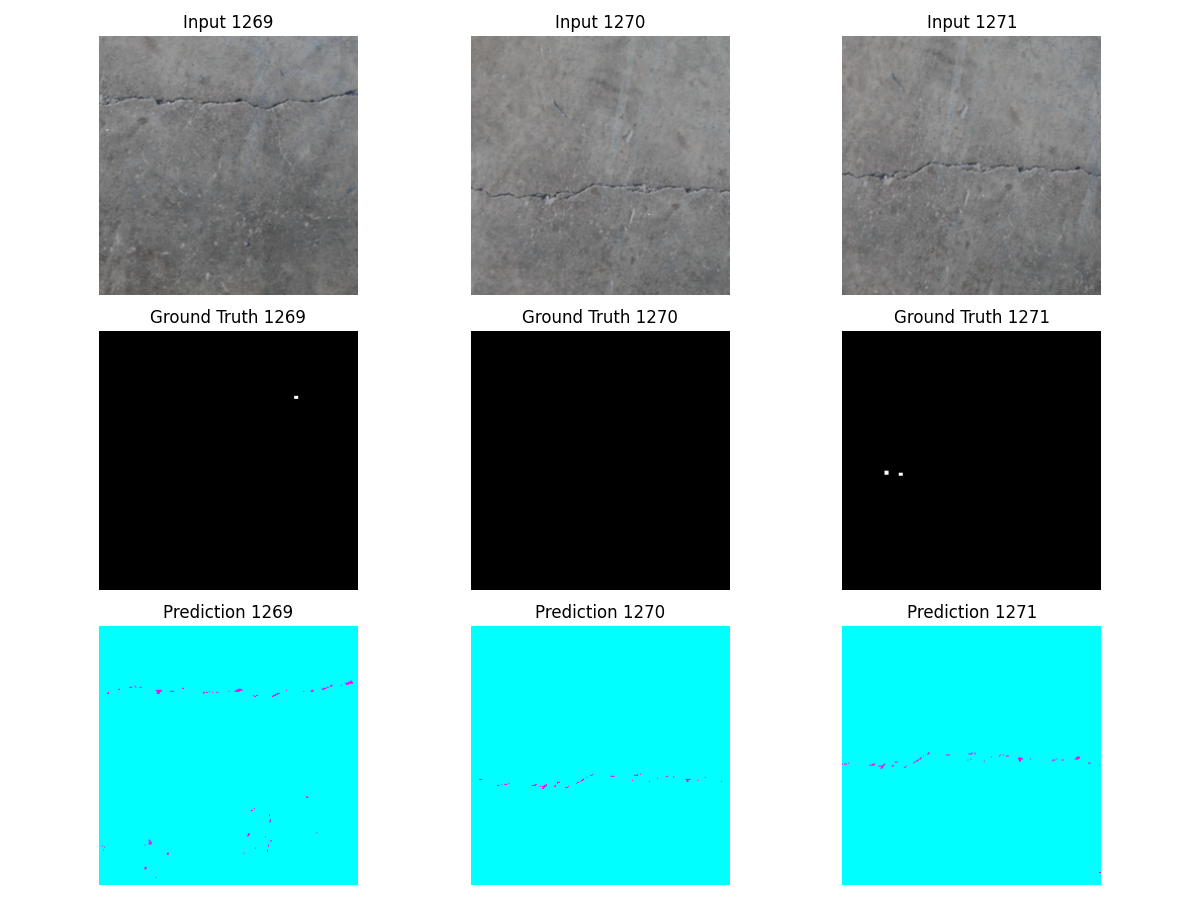 Input 1269
Input 1270
Input 1271
Ground Truth 1269
Ground Truth 1270
Ground Truth 1271
Prediction 1269
Prediction 1270
Prediction 1271